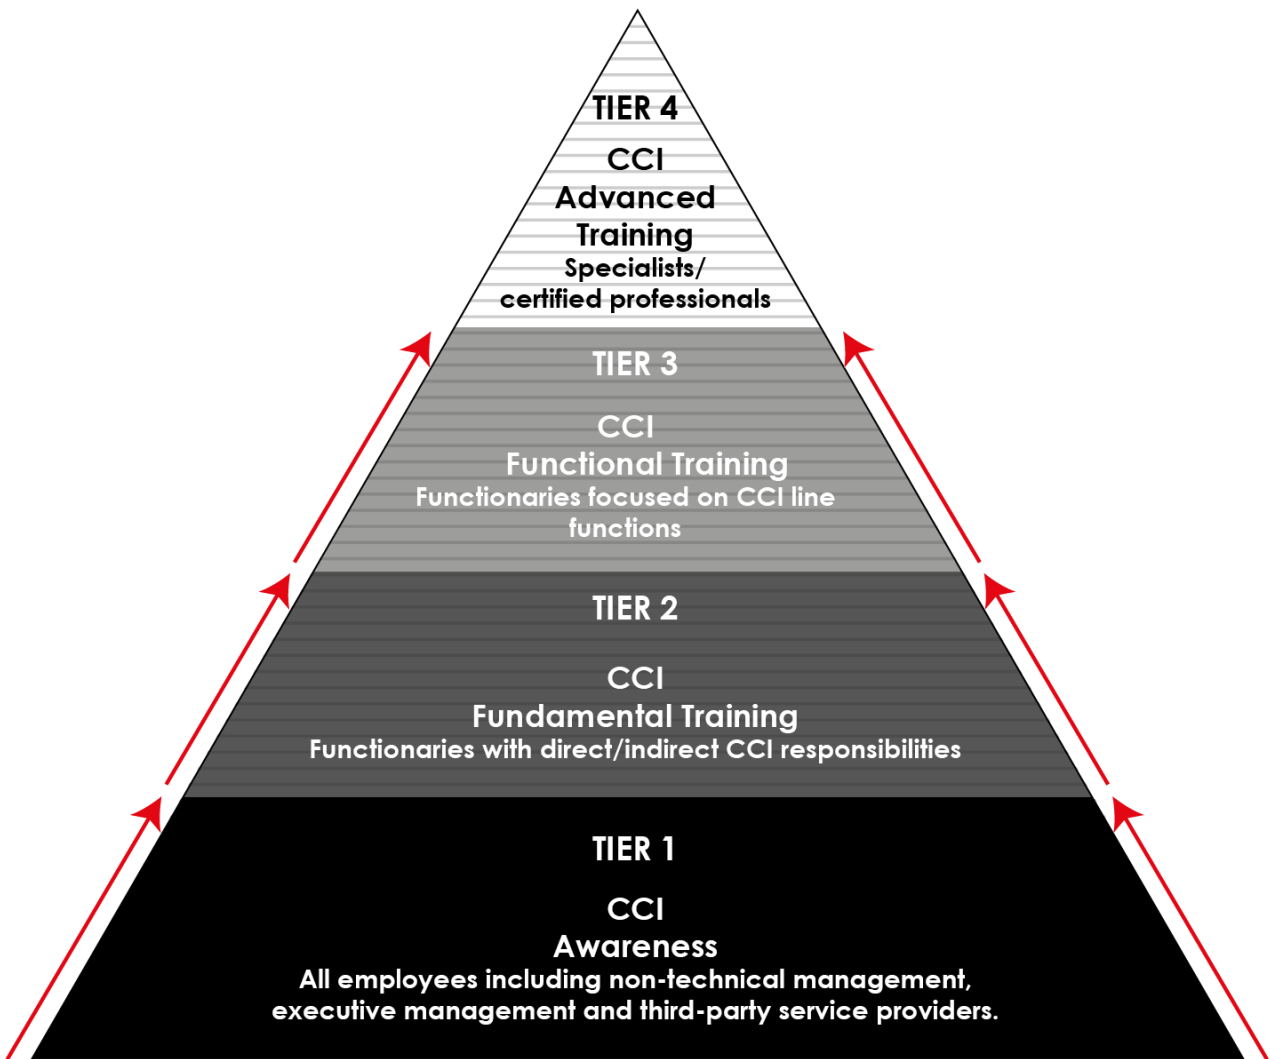 TIER 4
CCI
Advanced
Training
Specialists/
certified professionals
TIER 3
CCI
Functional Training
Functionaries focused on CCI line
functions
TIER 2
CCI
Fundamental Training
Functionaries with direct/indirect CCI responsibilities
TIER 1
CCI
Awareness
All employees including non-technical management,
executive management and third-party service providers.